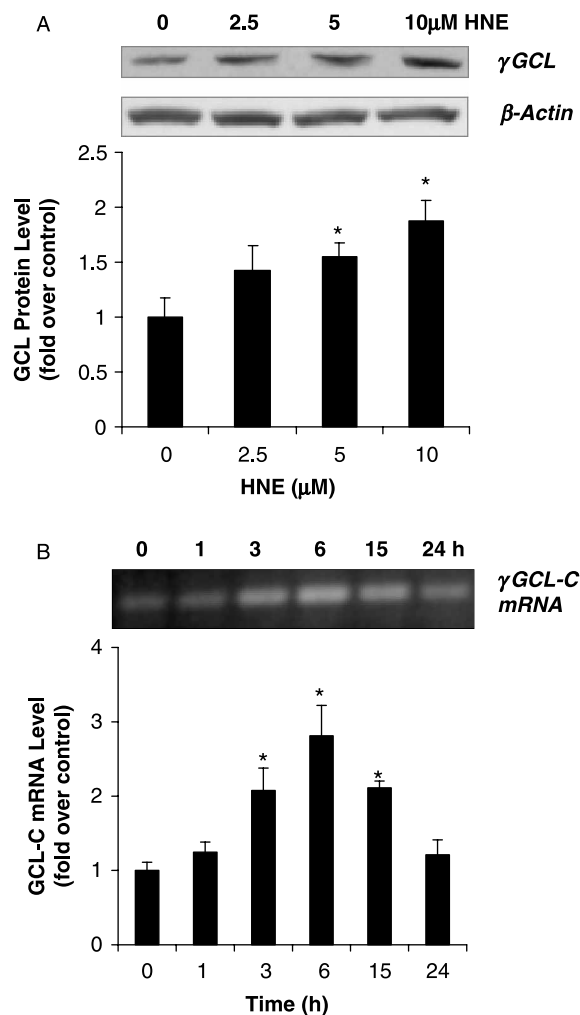 A
0 2.5 5 10μM HNE
γGCL
β-Actin
GCL Protein Level
(fold over control)
2.5
2
1.5
1
0.5
0
*
*
0 2.5 5 10
HNE (μM)
B
0 1 3 6 15 24 h
γGCL-C
mRNA
GCL-C mRNA Level
(fold over control)
4
3
2
1
0
*
*
*
0 1 3 6 15 24
Time (h)